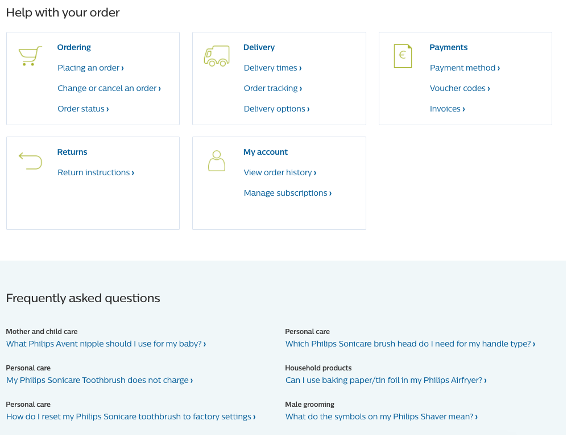 Help with your order
Ordering
Placing an order ›
Change or cancel an order ›
Order status ›
Delivery
Delivery times ›
Order tracking ›
Delivery options ›
€
Payments
Payment method ›
Voucher codes ›
Invoices ›
Returns
Return instructions ›
My account
View order history ›
Manage subscriptions ›
Frequently asked questions
Mother and child care
What Philips Avent nipple should I use for my baby? ›
Personal care
Which Philips Sonicare brush head do I need for my handle type? ›
Personal care
My Philips Sonicare Toothbrush does not charge ›
Household products
Can I use baking paper/tin foil in my Philips Airfryer? ›
Personal care
How do I reset my Philips Sonicare toothbrush to factory settings ›
Male grooming
What do the symbols on my Philips Shaver mean? ›